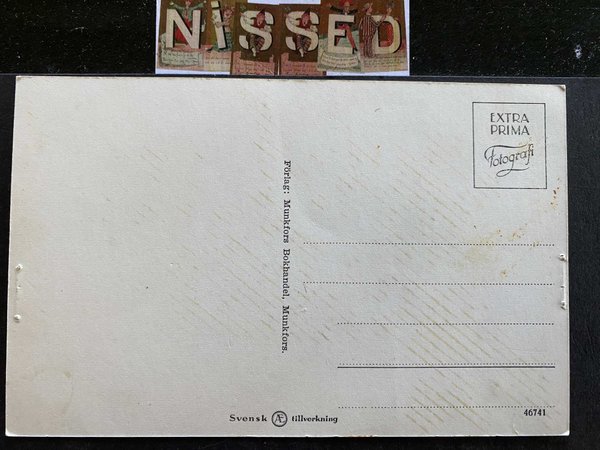 NiSSED
EXTRA
PRIMA
Fotografi
Förlag: Munkfors Bokhandel, Munkfors.
Svensk Æ tillverkning
46741